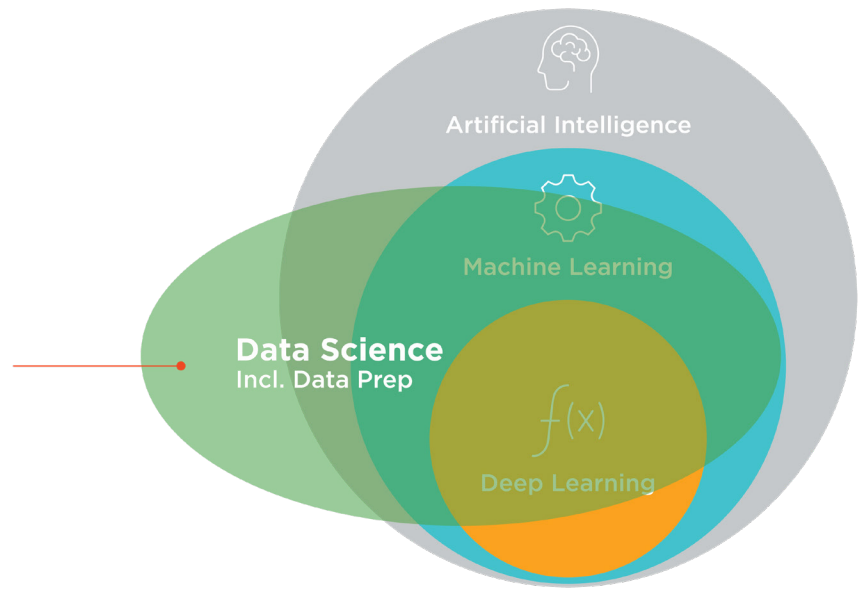 Artificial Intelligence
Machine Learning
Data Science
Incl. Data Prep
f(x)
Deep Learning